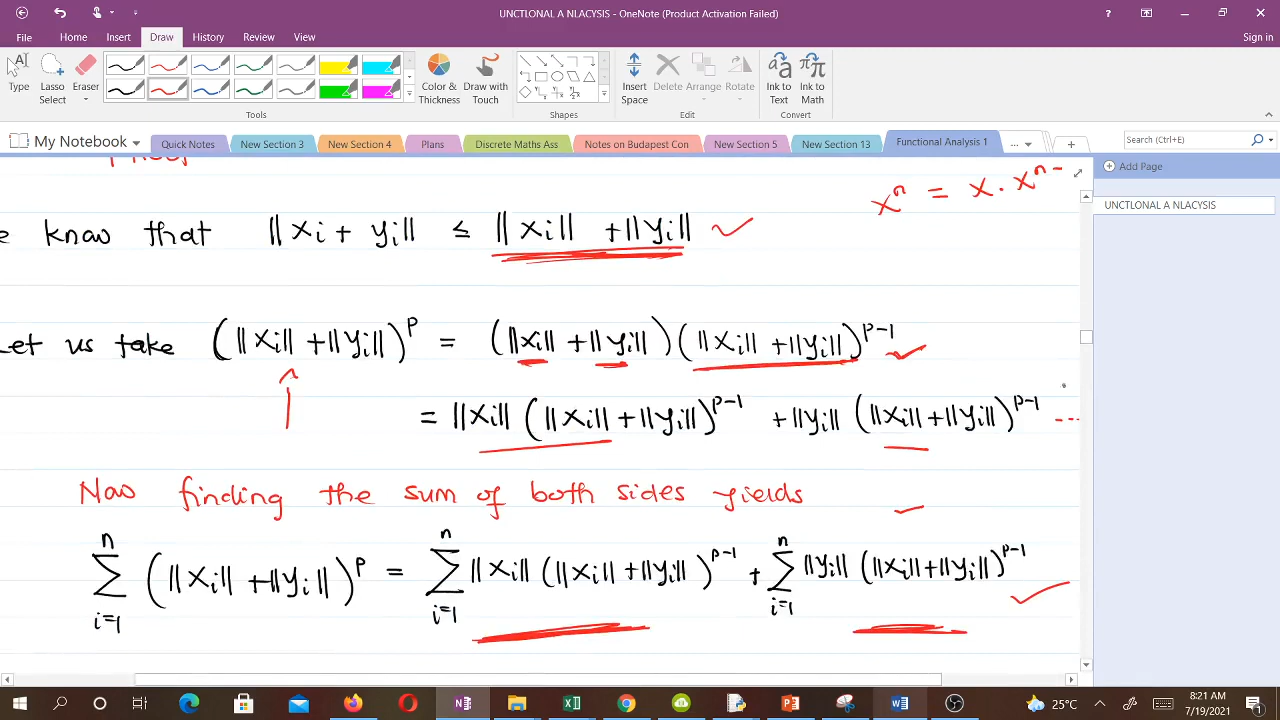 UNCTLONAL A NLACYSIS - OneNote (Product Activation Failed)
File Home Insert Draw History Review View Sign in
Type Lasso Select Eraser Color & Thickness Draw with Touch Insert Space Delete Arrange Rotate Ink to Text Ink to Math
Tools Shapes Edit Convert
My Notebook Quick Notes New Section 3 New Section 4 Plans Discrete Maths Ass Notes on Budapest Con New Section 5 New Section 13 Functional Analysis 1 ... Search (Ctrl+E)
Add Page
UNCTLONAL A NLACYSIS
Proof
x^n = x . x^n-
e know that ||xi + yi|| ≤ ||xi|| + ||yi||
Let us take (||xi|| + ||yi||)^p = (||xi|| + ||yi||)(||xi|| + ||yi||)^p-1
= ||xi|| (||xi|| + ||yi||)^p-1 + ||yi|| (||xi|| + ||yi||)^p-1 ...
Now finding the sum of both sides yields
n∑i=1 (||xi|| + ||yi||)^p = n∑i=1 ||xi|| (||xi|| + ||yi||)^p-1 + n∑i=1 ||yi|| (||xi|| + ||yi||)^p-1
25°C
8:21 AM
7/19/2021